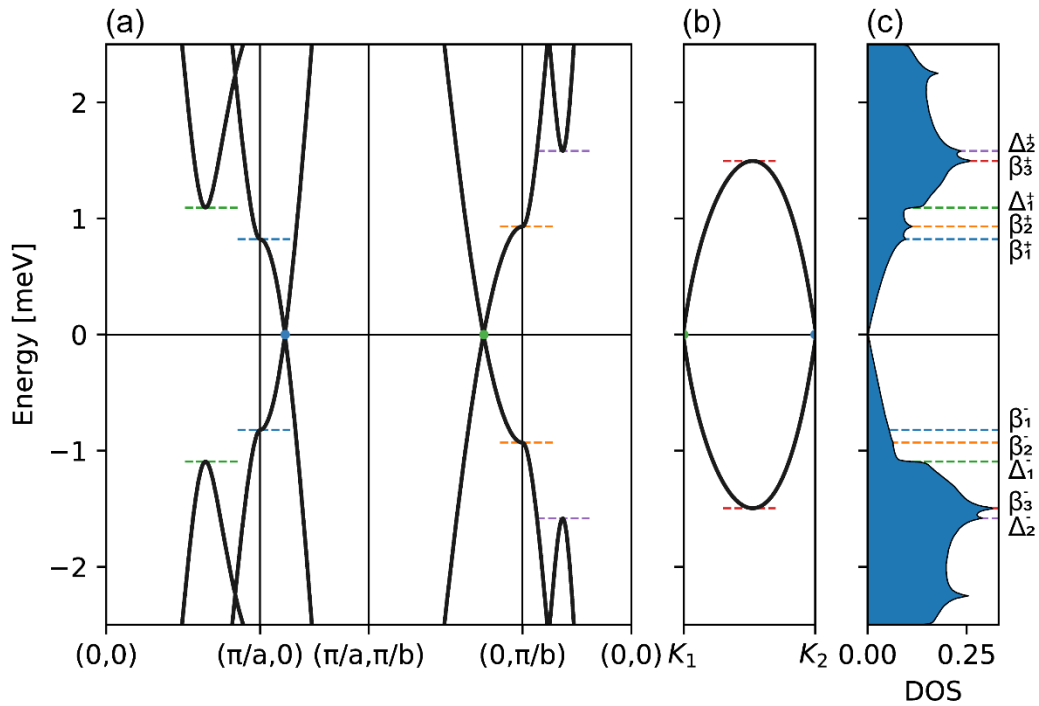 (a)
(b)
(c)
Energy [meV]
2
1
0
−1
−2
(0,0)
(π/a,0)
(π/a,π/b)
(0,π/b)
(0,0)
K₁
K₂
0.00
0.25
DOS
Δ₂⁺
β₃⁺
Δ₁⁺
β₂⁺
β₁⁺
β₁⁻
β₂⁻
Δ₁⁻
β₃⁻
Δ₂⁻